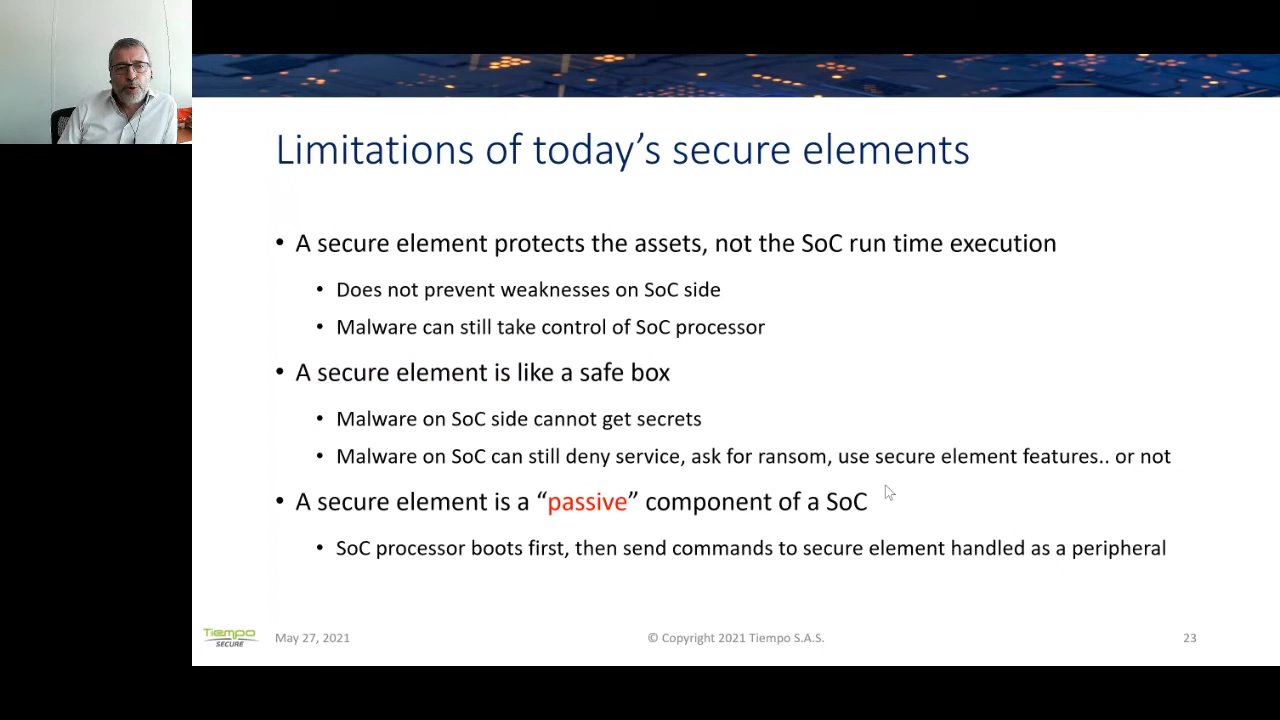 Limitations of today’s secure elements
• A secure element protects the assets, not the SoC run time execution
• Does not prevent weaknesses on SoC side
• Malware can still take control of SoC processor
• A secure element is like a safe box
• Malware on SoC side cannot get secrets
• Malware on SoC can still deny service, ask for ransom, use secure element features.. or not
• A secure element is a “passive” component of a SoC
• SoC processor boots first, then send commands to secure element handled as a peripheral
Tiempo
SECURE
May 27, 2021
© Copyright 2021 Tiempo S.A.S.
23